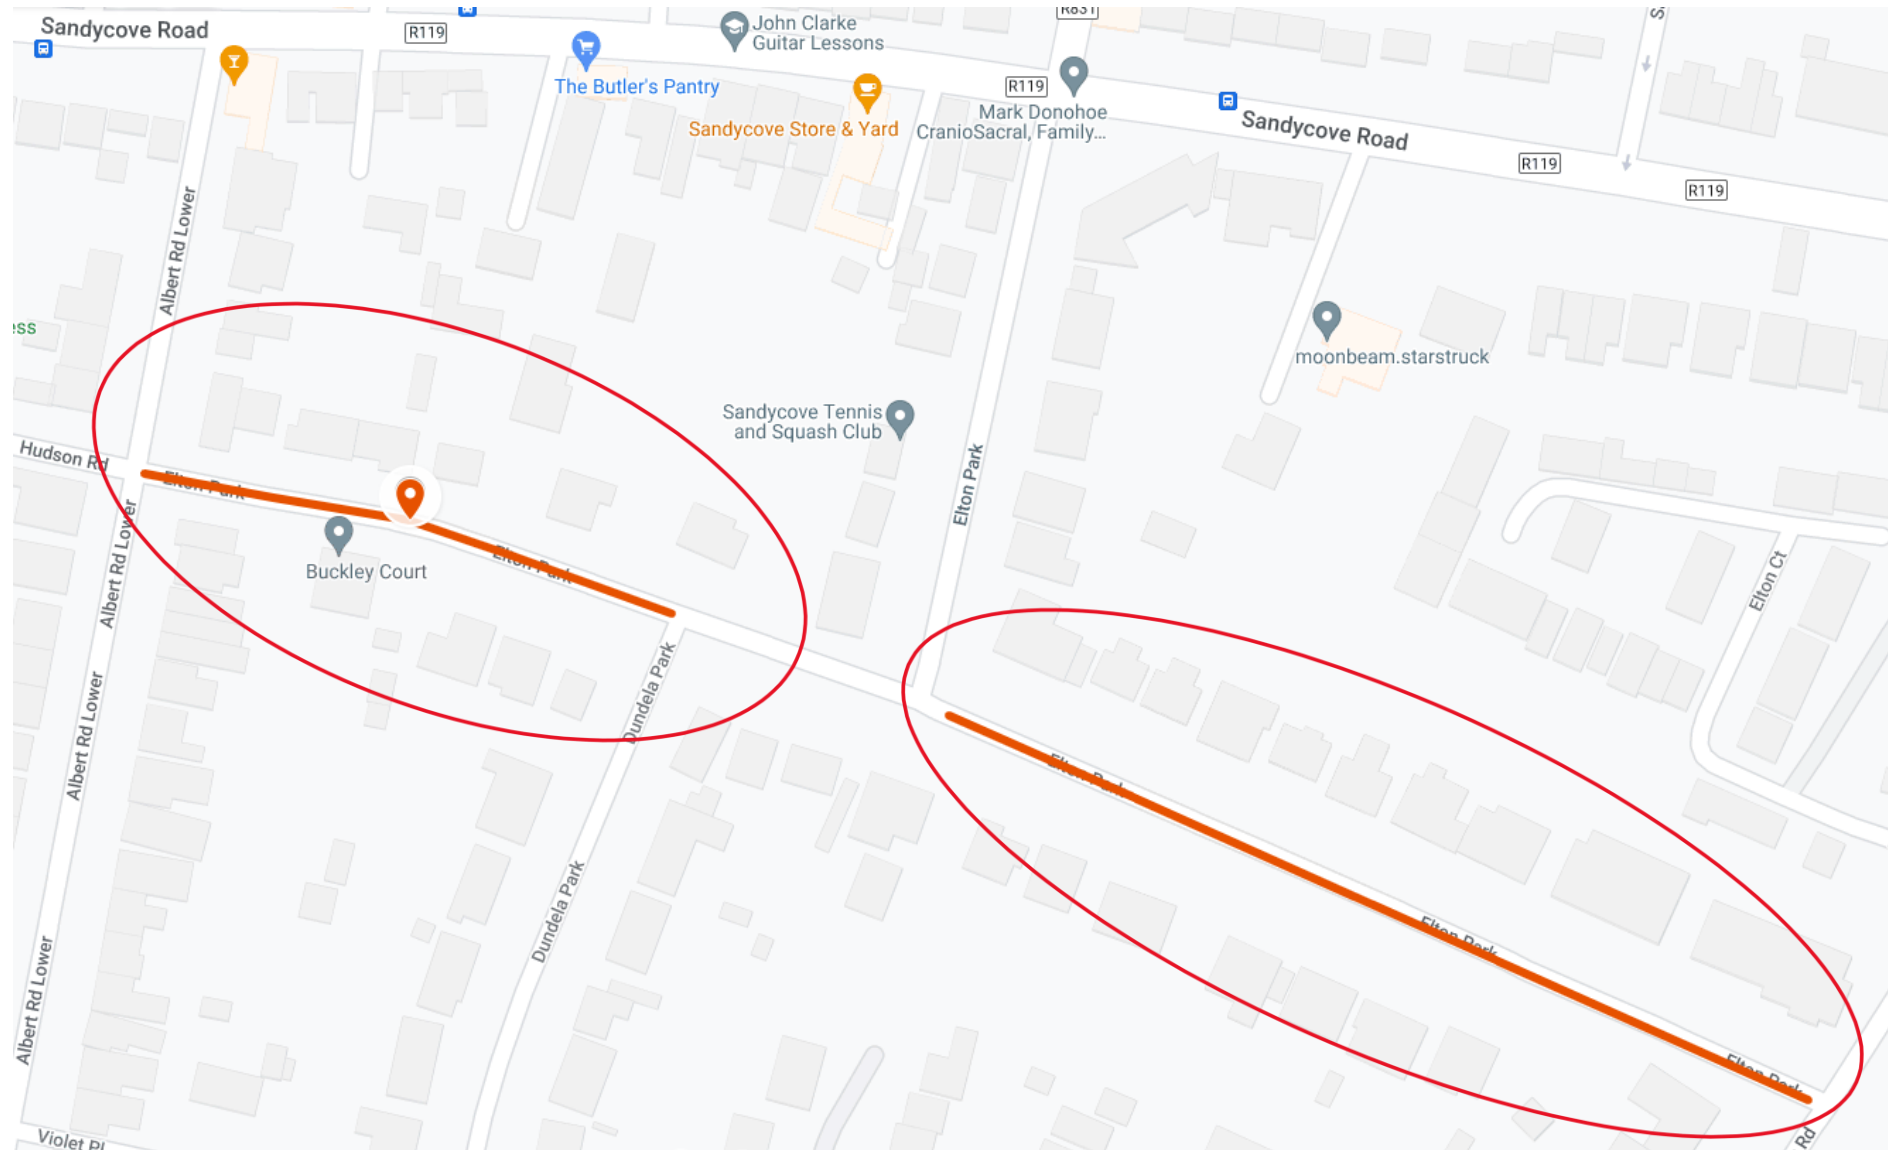 Sandycove Road
R119
John Clarke
Guitar Lessons
R831
The Butler's Pantry
R119
Mark Donohoe
CranioSacral, Family...
Sandycove Store & Yard
Sandycove Road
R119
R119
Albert Rd Lower
ess
moonbeam.starstruck
Sandycove Tennis
and Squash Club
Hudson Rd
Elton Park
Elton Park
Albert Rd Lower
Elton Park
Buckley Court
Elton Ct
Dundela Park
Albert Rd Lower
Elton Park
Dundela Park
Elton Park
Albert Rd Lower
Elton Park
Violet Pl
Rd